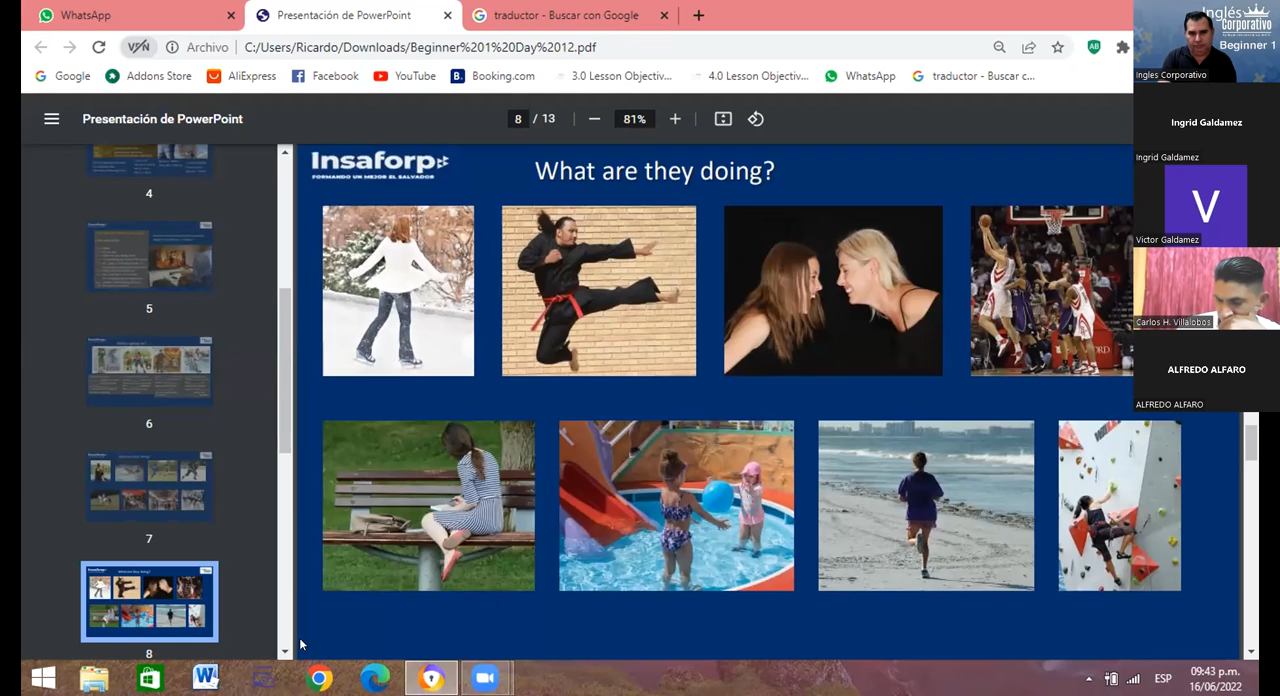 WhatsApp
Presentación de PowerPoint
traductor - Buscar con Google
VPN
Archivo
C:/Users/Ricardo/Downloads/Beginner%201%20Day%2012.pdf
Google
Addons Store
AliExpress
Facebook
YouTube
Booking.com
3.0 Lesson Objectiv...
4.0 Lesson Objectiv...
WhatsApp
traductor - Buscar c...
Presentación de PowerPoint
8 / 13
81%
4
5
6
7
8
Insaforp
FORMANDO UN MEJOR EL SALVADOR
What are they doing?
Inglés
Corporativo
Beginner 1
Ingles Corporativo
Ingrid Galdamez
Ingrid Galdamez
V
Victor Galdamez
Carlos H. Villalobos
ALFREDO ALFARO
ALFREDO ALFARO
ESP
09:43 p.m.
16/06/2022